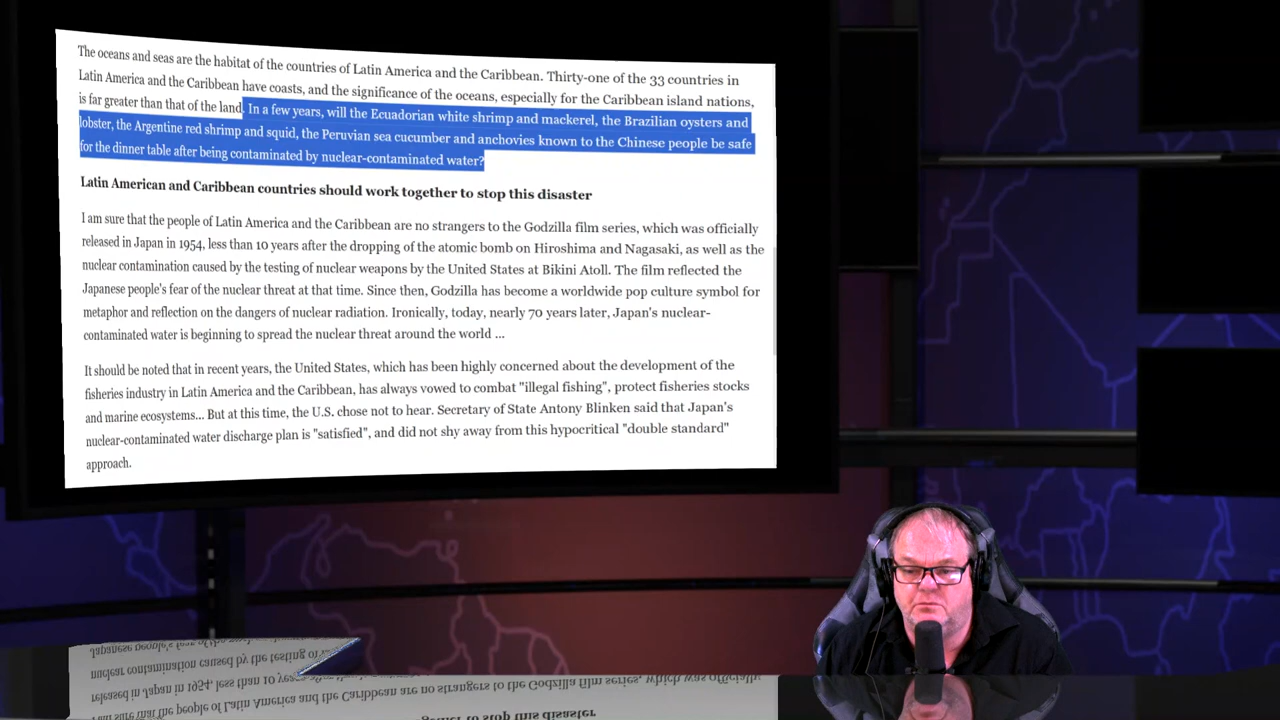 The oceans and seas are the habitat of the countries of Latin America and the Caribbean. Thirty-one of the 33 countries in
Latin America and the Caribbean have coasts, and the significance of the oceans, especially for the Caribbean island nations,
is far greater than that of the land. In a few years, will the Ecuadorian white shrimp and mackerel, the Brazilian oysters and
lobster, the Argentine red shrimp and squid, the Peruvian sea cucumber and anchovies known to the Chinese people be safe
for the dinner table after being contaminated by nuclear-contaminated water?
Latin American and Caribbean countries should work together to stop this disaster
I am sure that the people of Latin America and the Caribbean are no strangers to the Godzilla film series, which was officially
released in Japan in 1954, less than 10 years after the dropping of the atomic bomb on Hiroshima and Nagasaki, as well as the
nuclear contamination caused by the testing of nuclear weapons by the United States at Bikini Atoll. The film reflected the
Japanese people's fear of the nuclear threat at that time. Since then, Godzilla has become a worldwide pop culture symbol for
metaphor and reflection on the dangers of nuclear radiation. Ironically, today, nearly 70 years later, Japan's nuclear-
contaminated water is beginning to spread the nuclear threat around the world ...
It should be noted that in recent years, the United States, which has been highly concerned about the development of the
fisheries industry in Latin America and the Caribbean, has always vowed to combat "illegal fishing", protect fisheries stocks
and marine ecosystems... But at this time, the U.S. chose not to hear. Secretary of State Antony Blinken said that Japan's
nuclear-contaminated water discharge plan is "satisfied", and did not shy away from this hypocritical "double standard"
approach.